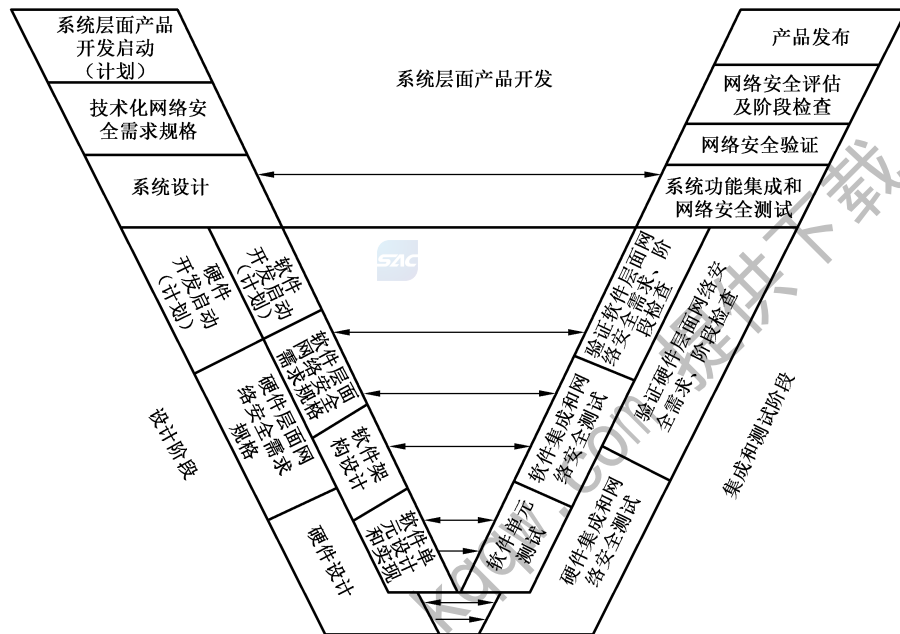 系统层面产品
开发启动
（计划）
技术化网络安
全需求规格
系统设计
系统层面产品开发
产品发布
网络安全评估
及阶段检查
网络安全验证
系统功能集成和
网络安全测试
硬件
开发启动
（计划）
软件
开发启动
（计划）
硬件层面网
络安全需求
规格
软件层面
网络安全
需求规格
软件架
构设计
硬件设计
软件单
元设计
和实现
验证软件层面网
络安全需求、阶
段检查
验证硬件层面网络安
全需求、阶段检查
软件集成和网
络安全测试
软件单元
测试
硬件集成和网
络安全测试
设计阶段
集成和测试阶段
SAC
kqqw.com 提供下载